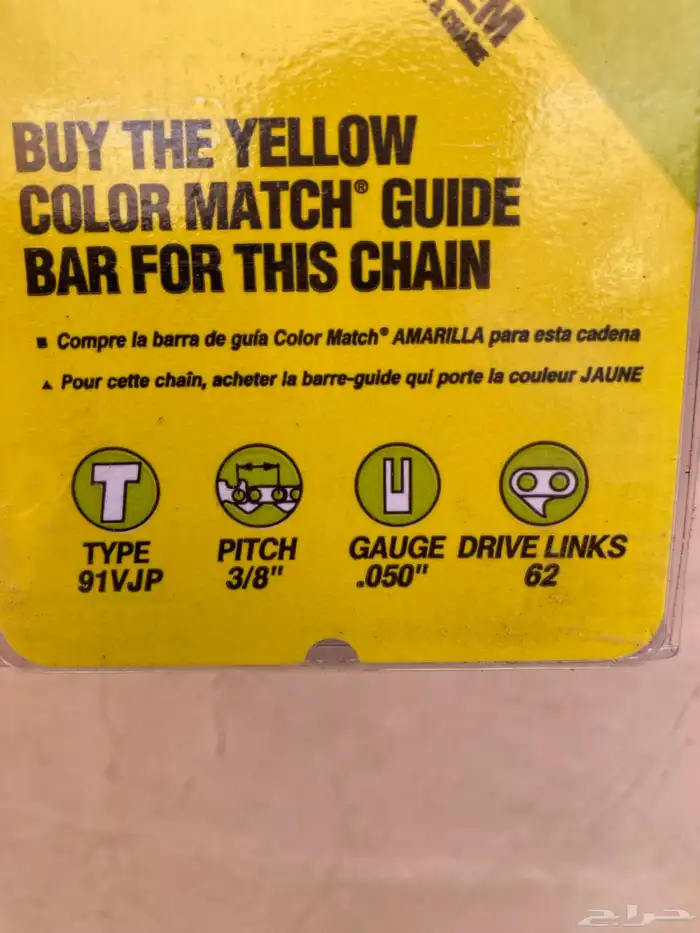 EM
& CHAÎNE
BUY THE YELLOW
COLOR MATCH® GUIDE
BAR FOR THIS CHAIN
■ Compre la barra de guía Color Match® AMARILLA para esta cadena
▲ Pour cette chaîn, acheter la barre-guide qui porte la couleur JAUNE
TYPE PITCH GAUGE DRIVE LINKS
91VJP 3/8" .050" 62
حراج